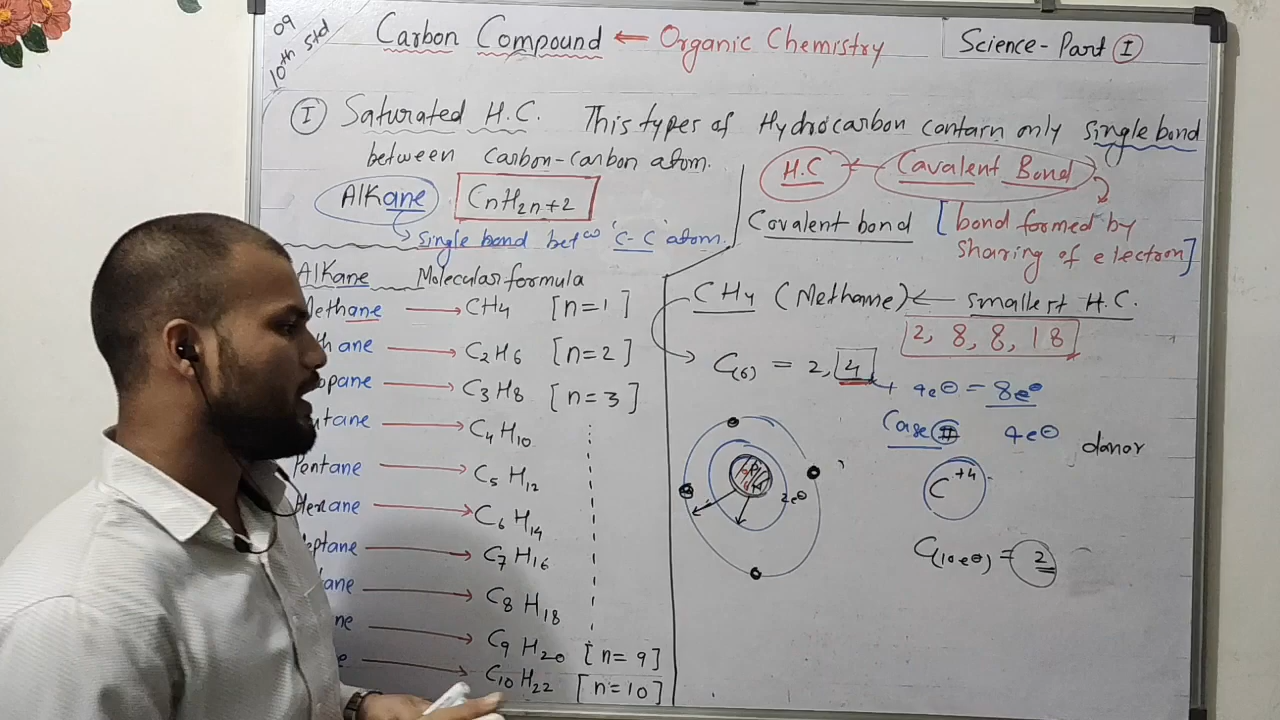 09
10th std
Carbon Compound ← Organic Chemistry
Science-Part I
I Saturated H.C. This types of Hydrocarbon contain only single bond
between Carbon-Carbon atom.
H.C ← Cavalent Bond
Alkane CnH2n+2
Single bond betn 'C-C' atom.
Covalent bond [bond formed by
sharing of electron]
Alkane Molecular formula
Methane → CH4 [n=1]
thane → C2H6 [n=2]
opane → C3H8 [n=3]
utane → C4H10
Pentane → C5H12
Hexane → C6H14
eptane → C7H16
tane → C8H18
ne → C9H20 [n=9]
e → C10H22 [n=10]
CH4 (Methane) ← smallest H.C.
2, 8, 8, 18
C(6) = 2, 4
+ 4e⊖ = 8e⊖
Case II 4e⊖ donor
2e⊖
C+4
C(10e⊖) = 2